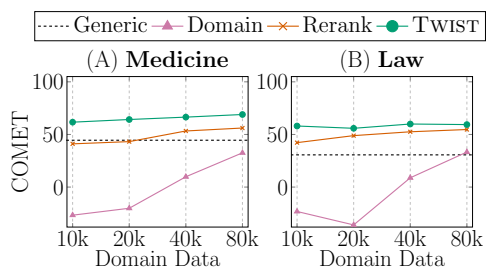 Generic Domain Rerank TWIST
(A) Medicine (B) Law
100 100
50 50
0 0
COMET
10k 20k 40k 80k 10k 20k 40k 80k
Domain Data Domain Data